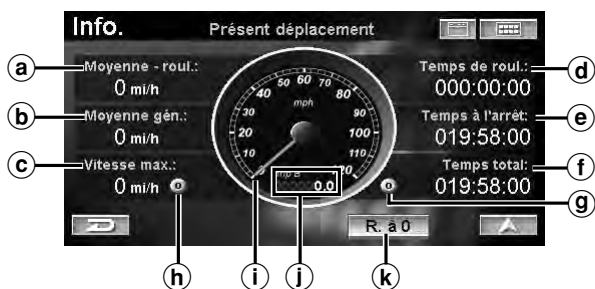 Info.
Présent déplacement
a
Moyenne - roul.:
0 mi/h
b
Moyenne gén.:
0 mi/h
c
Vitesse max.:
0 mi/h
0 10 20 30 40 50 60 70 80 90 100 110 120
mph
0.0
Temps de roul.:
000:00:00
d
Temps à l'arrêt:
019:58:00
e
Temps total:
019:58:00
f
g
R. à 0
h
i
j
k